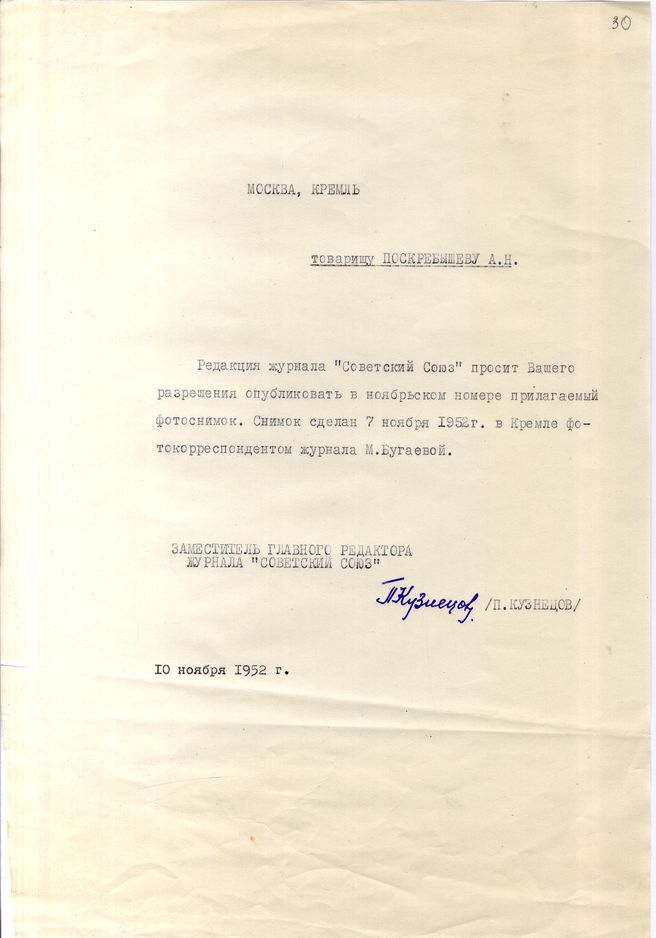 30
МОСКВА, КРЕМЛЬ
товарищу ПОСКРЕБЫШЕВУ А.Н.
Редакция журнала "Советский Союз" просит Вашего
разрешения опубликовать в ноябрьском номере прилагаемый
фотоснимок. Снимок сделан 7 ноября 1952г. в Кремле фо-
токорреспондентом журнала М.Бугаевой.
ЗАМЕСТИТЕЛЬ ГЛАВНОГО РЕДАКТОРА
ЖУРНАЛА "СОВЕТСКИЙ СОЮЗ"
ПКузнецов /П.КУЗНЕЦОВ/
10 ноября 1952 г.